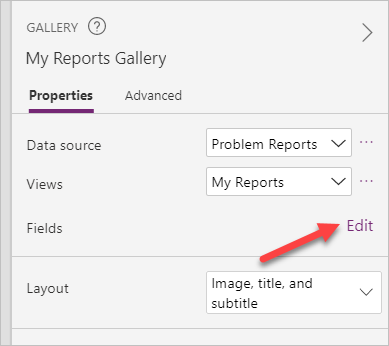 GALLERY ?
My Reports Gallery
Properties Advanced
Data source Problem Reports ...
Views My Reports ...
Fields Edit
Layout Image, title, and
subtitle